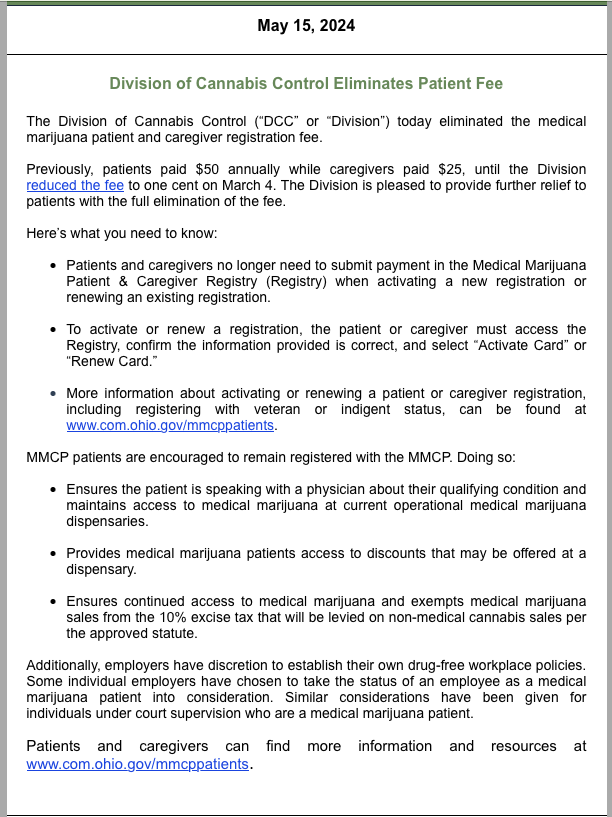 May 15, 2024
Division of Cannabis Control Eliminates Patient Fee
The Division of Cannabis Control (“DCC” or “Division”) today eliminated the medical
marijuana patient and caregiver registration fee.
Previously, patients paid $50 annually while caregivers paid $25, until the Division
reduced the fee to one cent on March 4. The Division is pleased to provide further relief to
patients with the full elimination of the fee.
Here’s what you need to know:
• Patients and caregivers no longer need to submit payment in the Medical Marijuana
Patient & Caregiver Registry (Registry) when activating a new registration or
renewing an existing registration.
• To activate or renew a registration, the patient or caregiver must access the
Registry, confirm the information provided is correct, and select “Activate Card” or
“Renew Card.”
• More information about activating or renewing a patient or caregiver registration,
including registering with veteran or indigent status, can be found at
www.com.ohio.gov/mmcppatients.
MMCP patients are encouraged to remain registered with the MMCP. Doing so:
• Ensures the patient is speaking with a physician about their qualifying condition and
maintains access to medical marijuana at current operational medical marijuana
dispensaries.
• Provides medical marijuana patients access to discounts that may be offered at a
dispensary.
• Ensures continued access to medical marijuana and exempts medical marijuana
sales from the 10% excise tax that will be levied on non-medical cannabis sales per
the approved statute.
Additionally, employers have discretion to establish their own drug-free workplace policies.
Some individual employers have chosen to take the status of an employee as a medical
marijuana patient into consideration. Similar considerations have been given for
individuals under court supervision who are a medical marijuana patient.
Patients and caregivers can find more information and resources at
www.com.ohio.gov/mmcppatients.